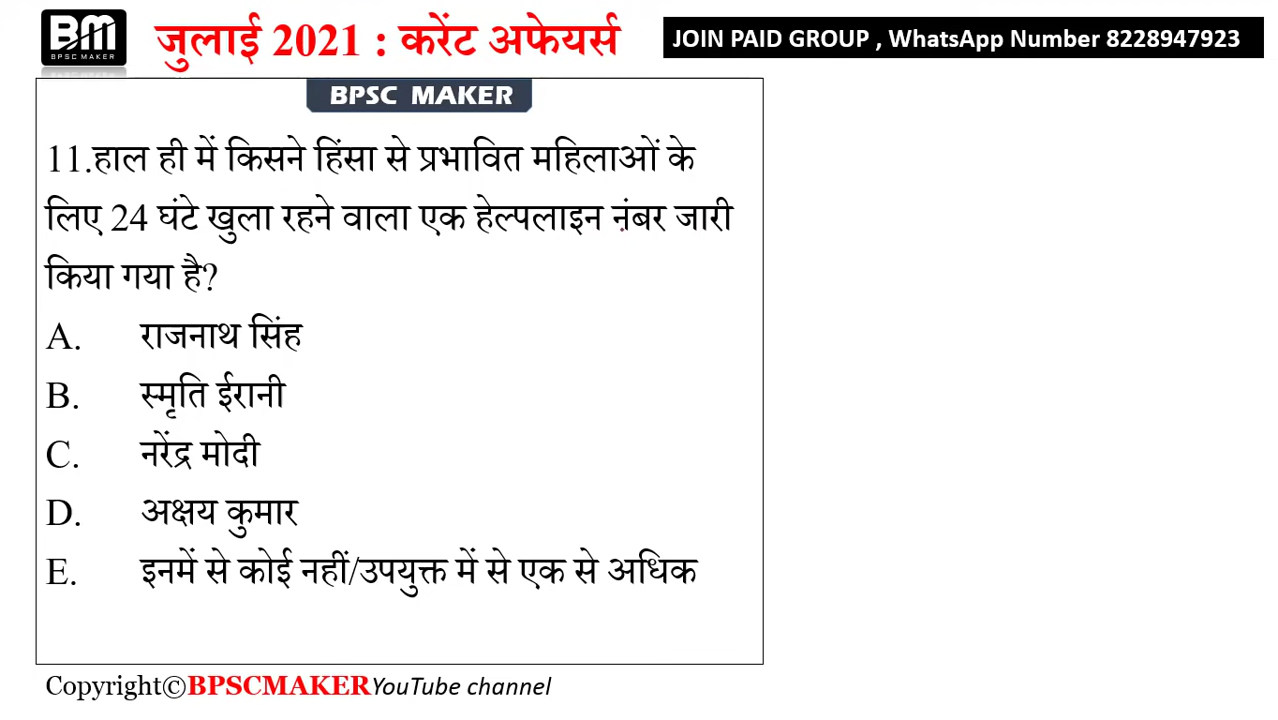 BM
BPSC MAKER
जुलाई 2021 : करेंट अफेयर्स
JOIN PAID GROUP , WhatsApp Number 8228947923
BPSC MAKER
11.हाल ही में किसने हिंसा से प्रभावित महिलाओं के
लिए 24 घंटे खुला रहने वाला एक हेल्पलाइन नंबर जारी
किया गया है?
A. राजनाथ सिंह
B. स्मृति ईरानी
C. नरेंद्र मोदी
D. अक्षय कुमार
E. इनमें से कोई नहीं/उपयुक्त में से एक से अधिक
Copyright©BPSCMAKERYouTube channel